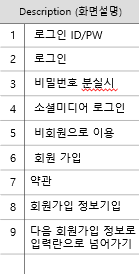 Description (화면설명)
1 로그인 ID/PW
2 로그인
3 비밀번호 분실시
4 소셜미디어 로그인
5 비회원으로 이용
6 회원 가입
7 약관
8 회원가입 정보기입
9 다음 회원가입 정보로
입력란으로 넘어가기